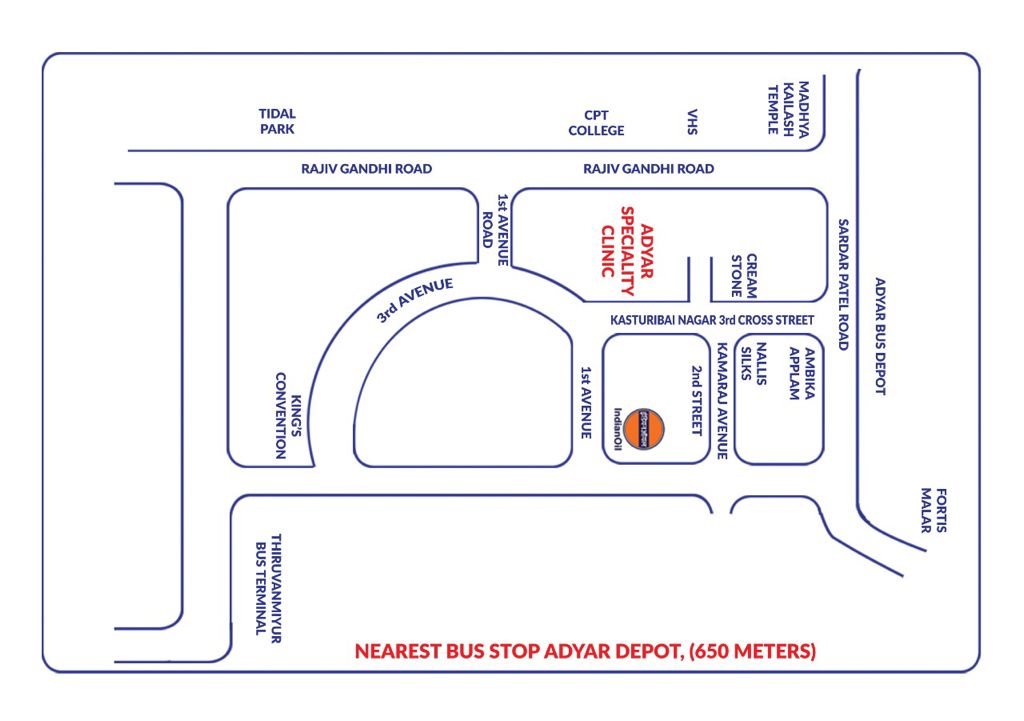 TIDAL
PARK
CPT
COLLEGE
VHS
MADHYA
KAILASH
TEMPLE
RAJIV GANDHI ROAD
RAJIV GANDHI ROAD
1st AVENUE
ROAD
ADYAR
SPECIALITY
CLINIC
CREAM
STONE
SARDAR PATEL ROAD
ADYAR BUS DEPOT
3rd AVENUE
KASTURIBAI NAGAR 3rd CROSS STREET
KING'S
CONVENTION
1st AVENUE
IndianOil
2nd STREET
KAMARAJ AVENUE
NALLIS
SILKS
AMBIKA
APPLAM
FORTIS
MALAR
THIRUVANMIYUR
BUS TERMINAL
NEAREST BUS STOP ADYAR DEPOT, (650 METERS)